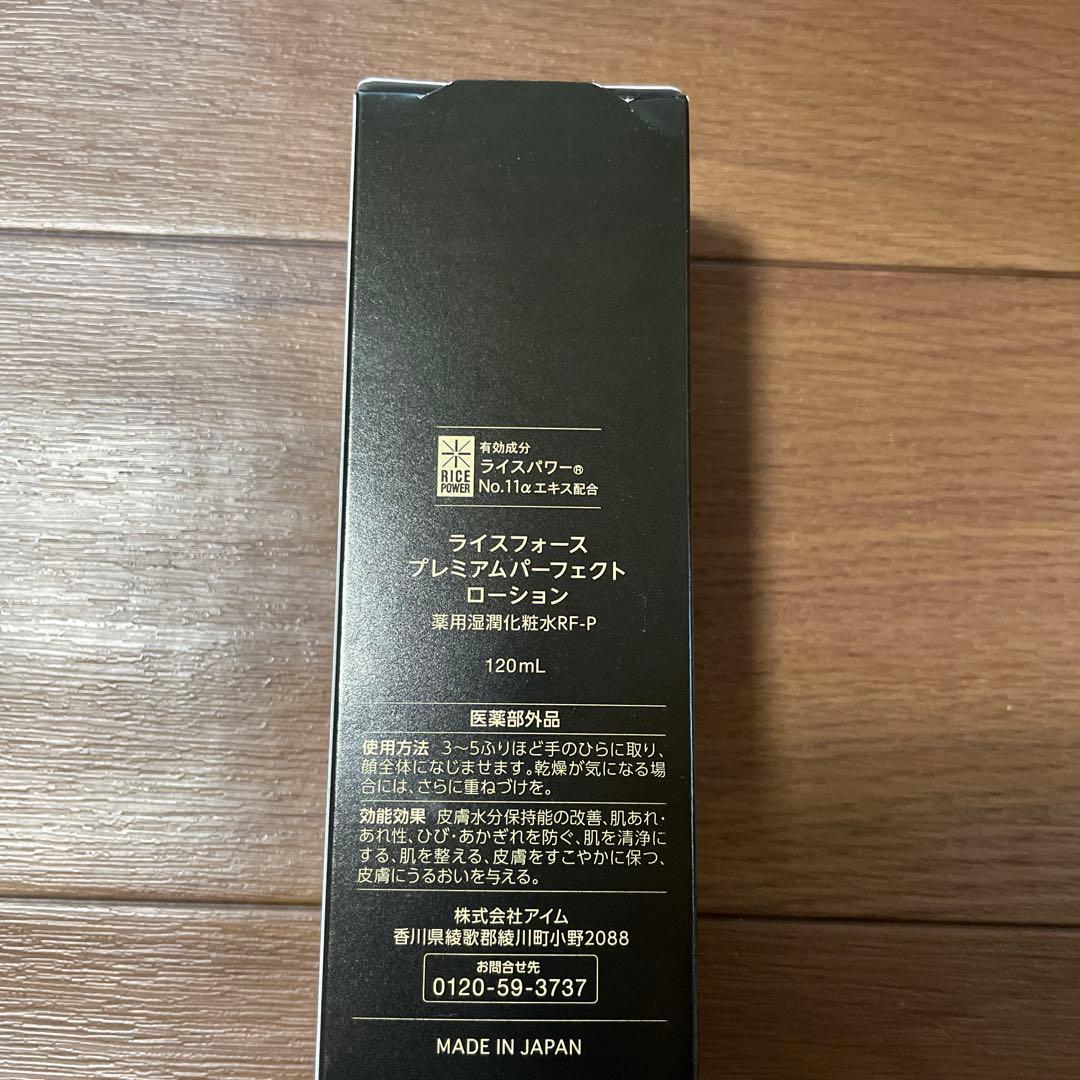 RICE
POWER
有効成分
ライスパワー®
No.11αエキス配合
ライスフォース
プレミアムパーフェクト
ローション
薬用湿潤化粧水RF-P
120mL
医薬部外品
使用方法 3〜5ふりほど手のひらに取り、
顔全体になじませます。乾燥が気になる場
合には、さらに重ねづけを。
効能効果 皮膚水分保持能の改善、肌あれ・
あれ性、ひび・あかぎれを防ぐ、肌を清浄に
する、肌を整える、皮膚をすこやかに保つ、
皮膚にうるおいを与える。
株式会社アイム
香川県綾歌郡綾川町小野2088
お問合せ先
0120-59-3737
MADE IN JAPAN